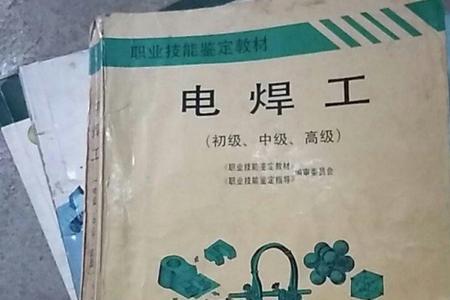 职业技能鉴定教材
电焊工
(初级、中级、高级)
《职业技能鉴定教材》
《职业技能鉴定指导》编审委员会
焊工